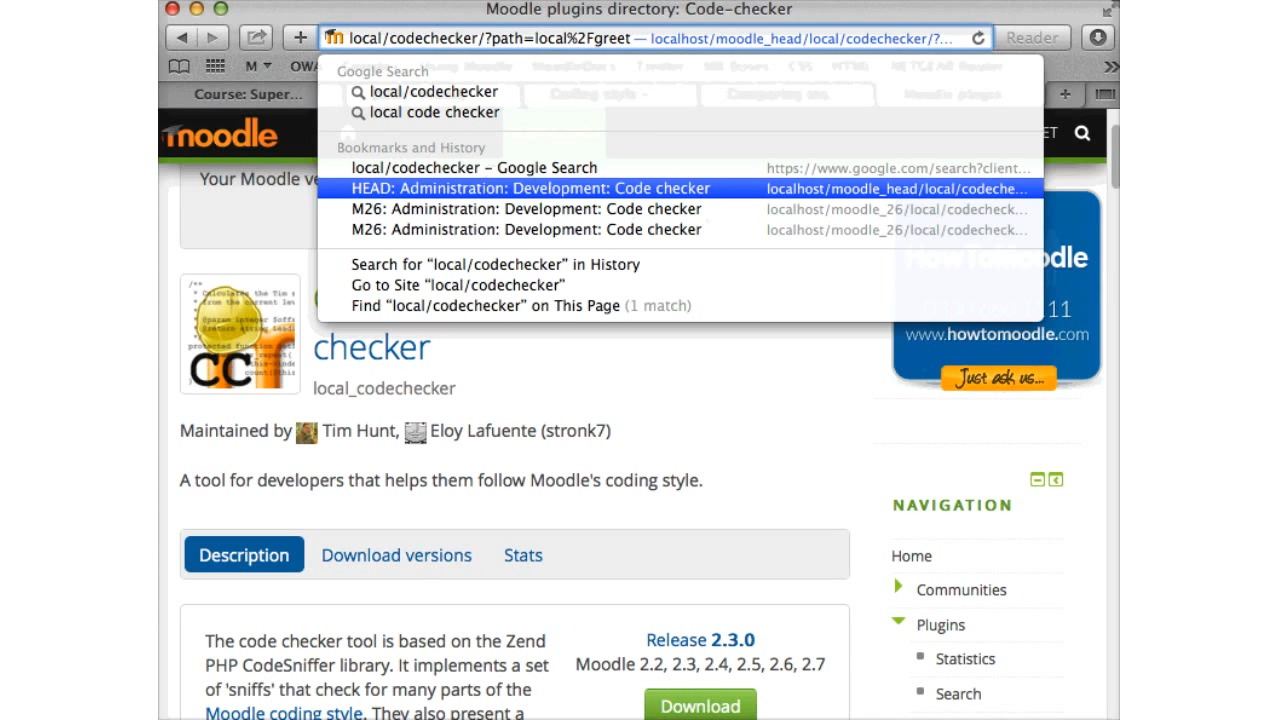 Moodle plugins directory: Code-checker
local/codechecker/?path=local%2Fgreet — localhost/moodle_head/local/codechecker/?...
Reader
M
OWA
Google Search
Course: Super...
local/codechecker
local code checker
moodle
ET
Bookmarks and History
local/codechecker – Google Search https://www.google.com/search?client...
Your Moodle ve
HEAD: Administration: Development: Code checker localhost/moodle_head/local/codeche...
M26: Administration: Development: Code checker localhost/moodle_26/local/codecheck...
M26: Administration: Development: Code checker localhost/moodle_26/local/codecheck...
Search for “local/codechecker” in History
Go to Site “local/codechecker”
Find “local/codechecker” on This Page (1 match)
HowToMoodle
11
www.howtomoodle.com
Just ask us...
CC
checker
local_codechecker
Maintained by Tim Hunt, Eloy Lafuente (stronk7)
A tool for developers that helps them follow Moodle's coding style.
NAVIGATION
Description Download versions Stats
Home
Communities
Plugins
Statistics
Search
The code checker tool is based on the Zend
PHP CodeSniffer library. It implements a set
of 'sniffs' that check for many parts of the
Moodle coding style. They also present a
Release 2.3.0
Moodle 2.2, 2.3, 2.4, 2.5, 2.6, 2.7
Download